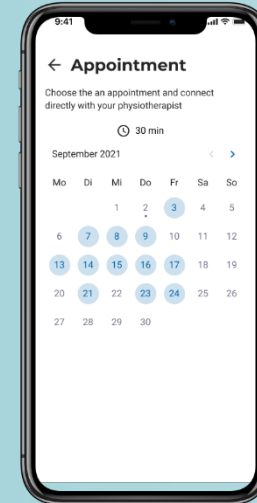 9:41
← Appointment
Choose the an appointment and connect
directly with your physiotherapist
30 min
September 2021 < >
Mo Di Mi Do Fr Sa So
1 2 3 4 5
6 7 8 9 10 11 12
13 14 15 16 17 18 19
20 21 22 23 24 25 26
27 28 29 30